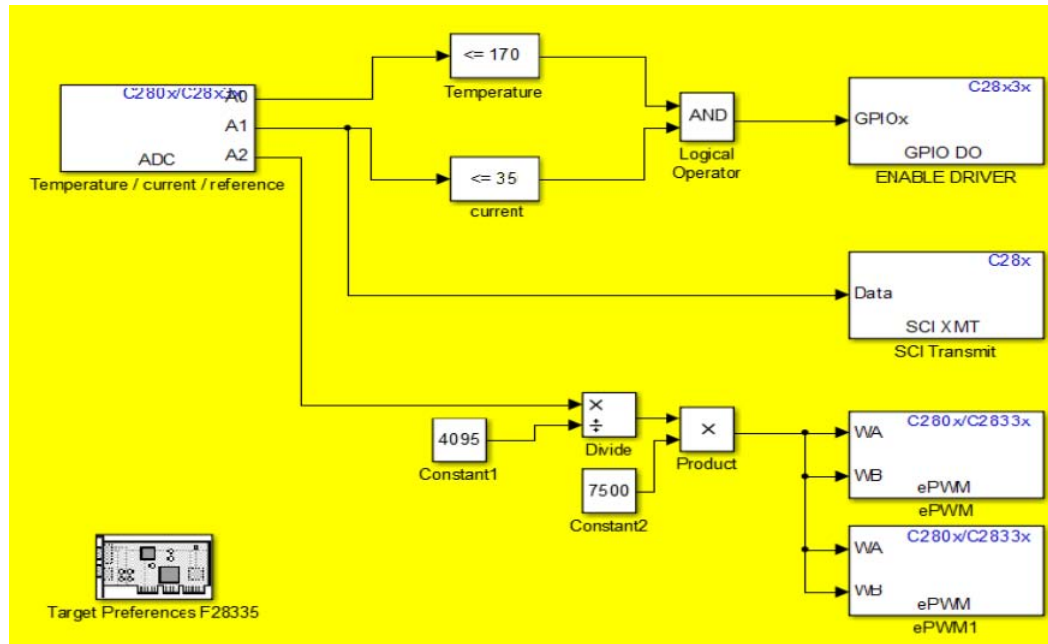 C280x/C28x3x
A0
A1
A2
ADC
Temperature / current / reference
<= 170
Temperature
<= 35
current
AND
Logical
Operator
C28x3x
GPIOx
GPIO DO
ENABLE DRIVER
C28x
Data
SCI XMT
SCI Transmit
4095
Constant1
×
÷
Divide
7500
Constant2
×
Product
C280x/C2833x
WA
WB
ePWM
ePWM
C280x/C2833x
WA
WB
ePWM
ePWM1
Target Preferences F28335